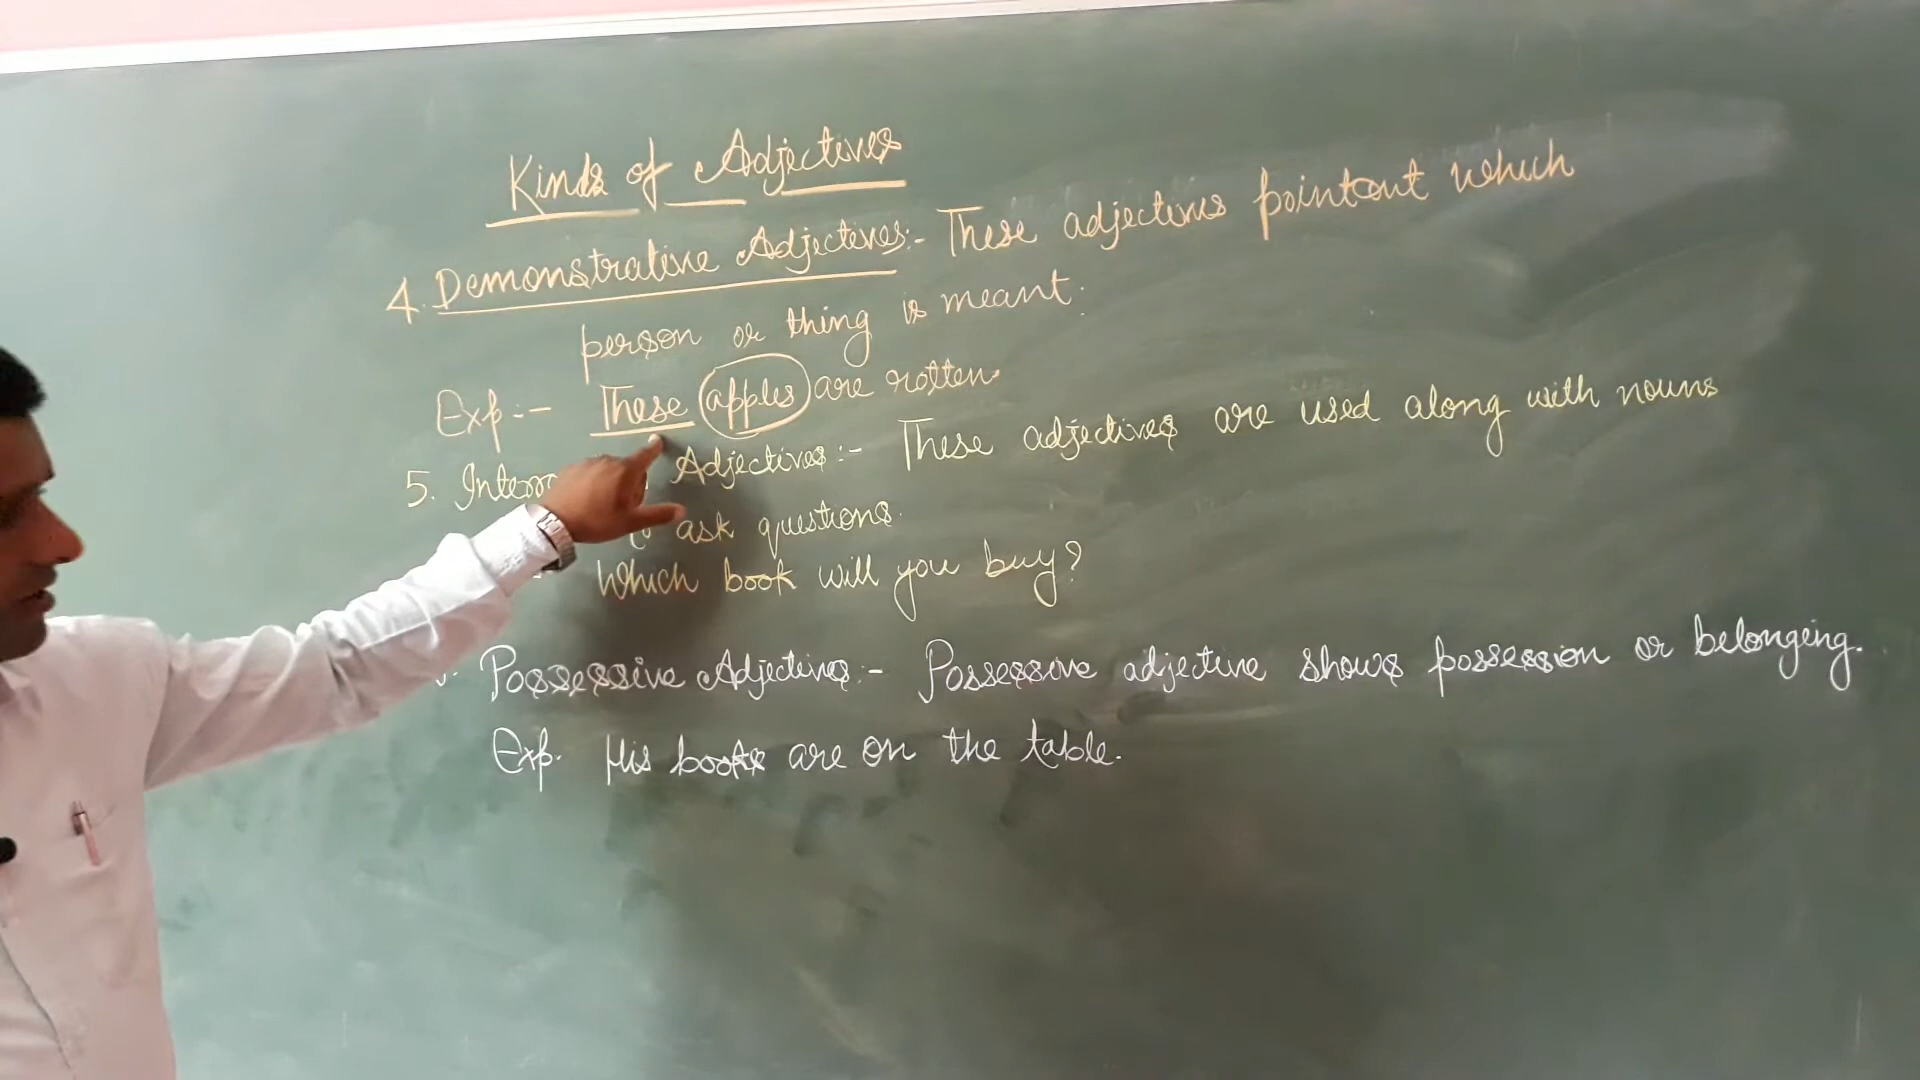 Kinds of Adjectives
4. Demonstrative Adjectives:- These adjectives pointout which
person or thing is meant.
Exp:- These apples are rotten
5. Adjectives:- These adjectives are used along with nouns
to ask questions.
Which book will you buy?
Possessive Adjectives:- Possessive adjective shows possession or belonging.
Exp. His books are on the table.